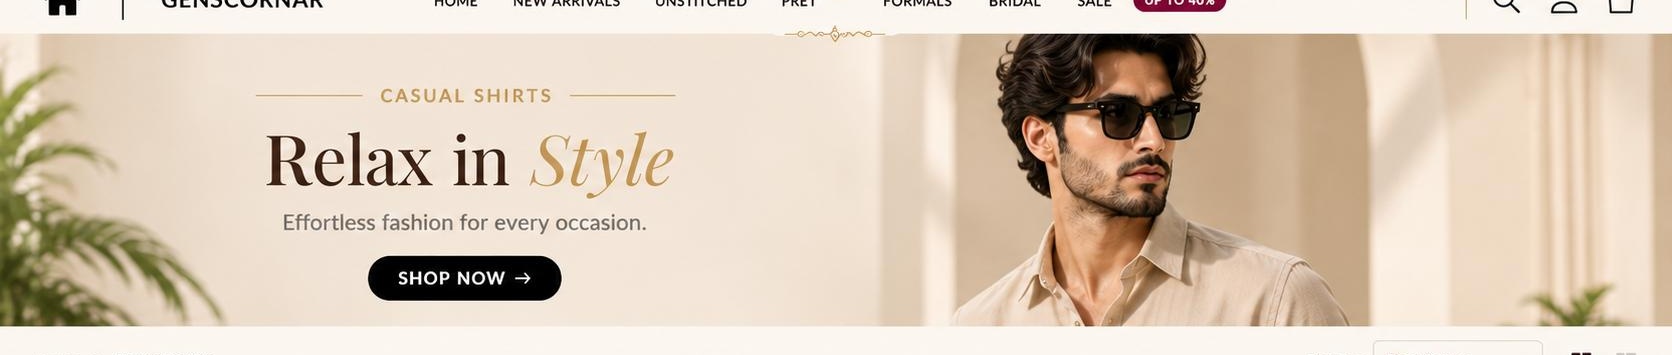 GENSCORNAR
HOME NEW ARRIVALS UNSTITCHED PRET FORMALS BRIDAL SALE UP TO 40%
CASUAL SHIRTS
Relax in Style
Effortless fashion for every occasion.
SHOP NOW →